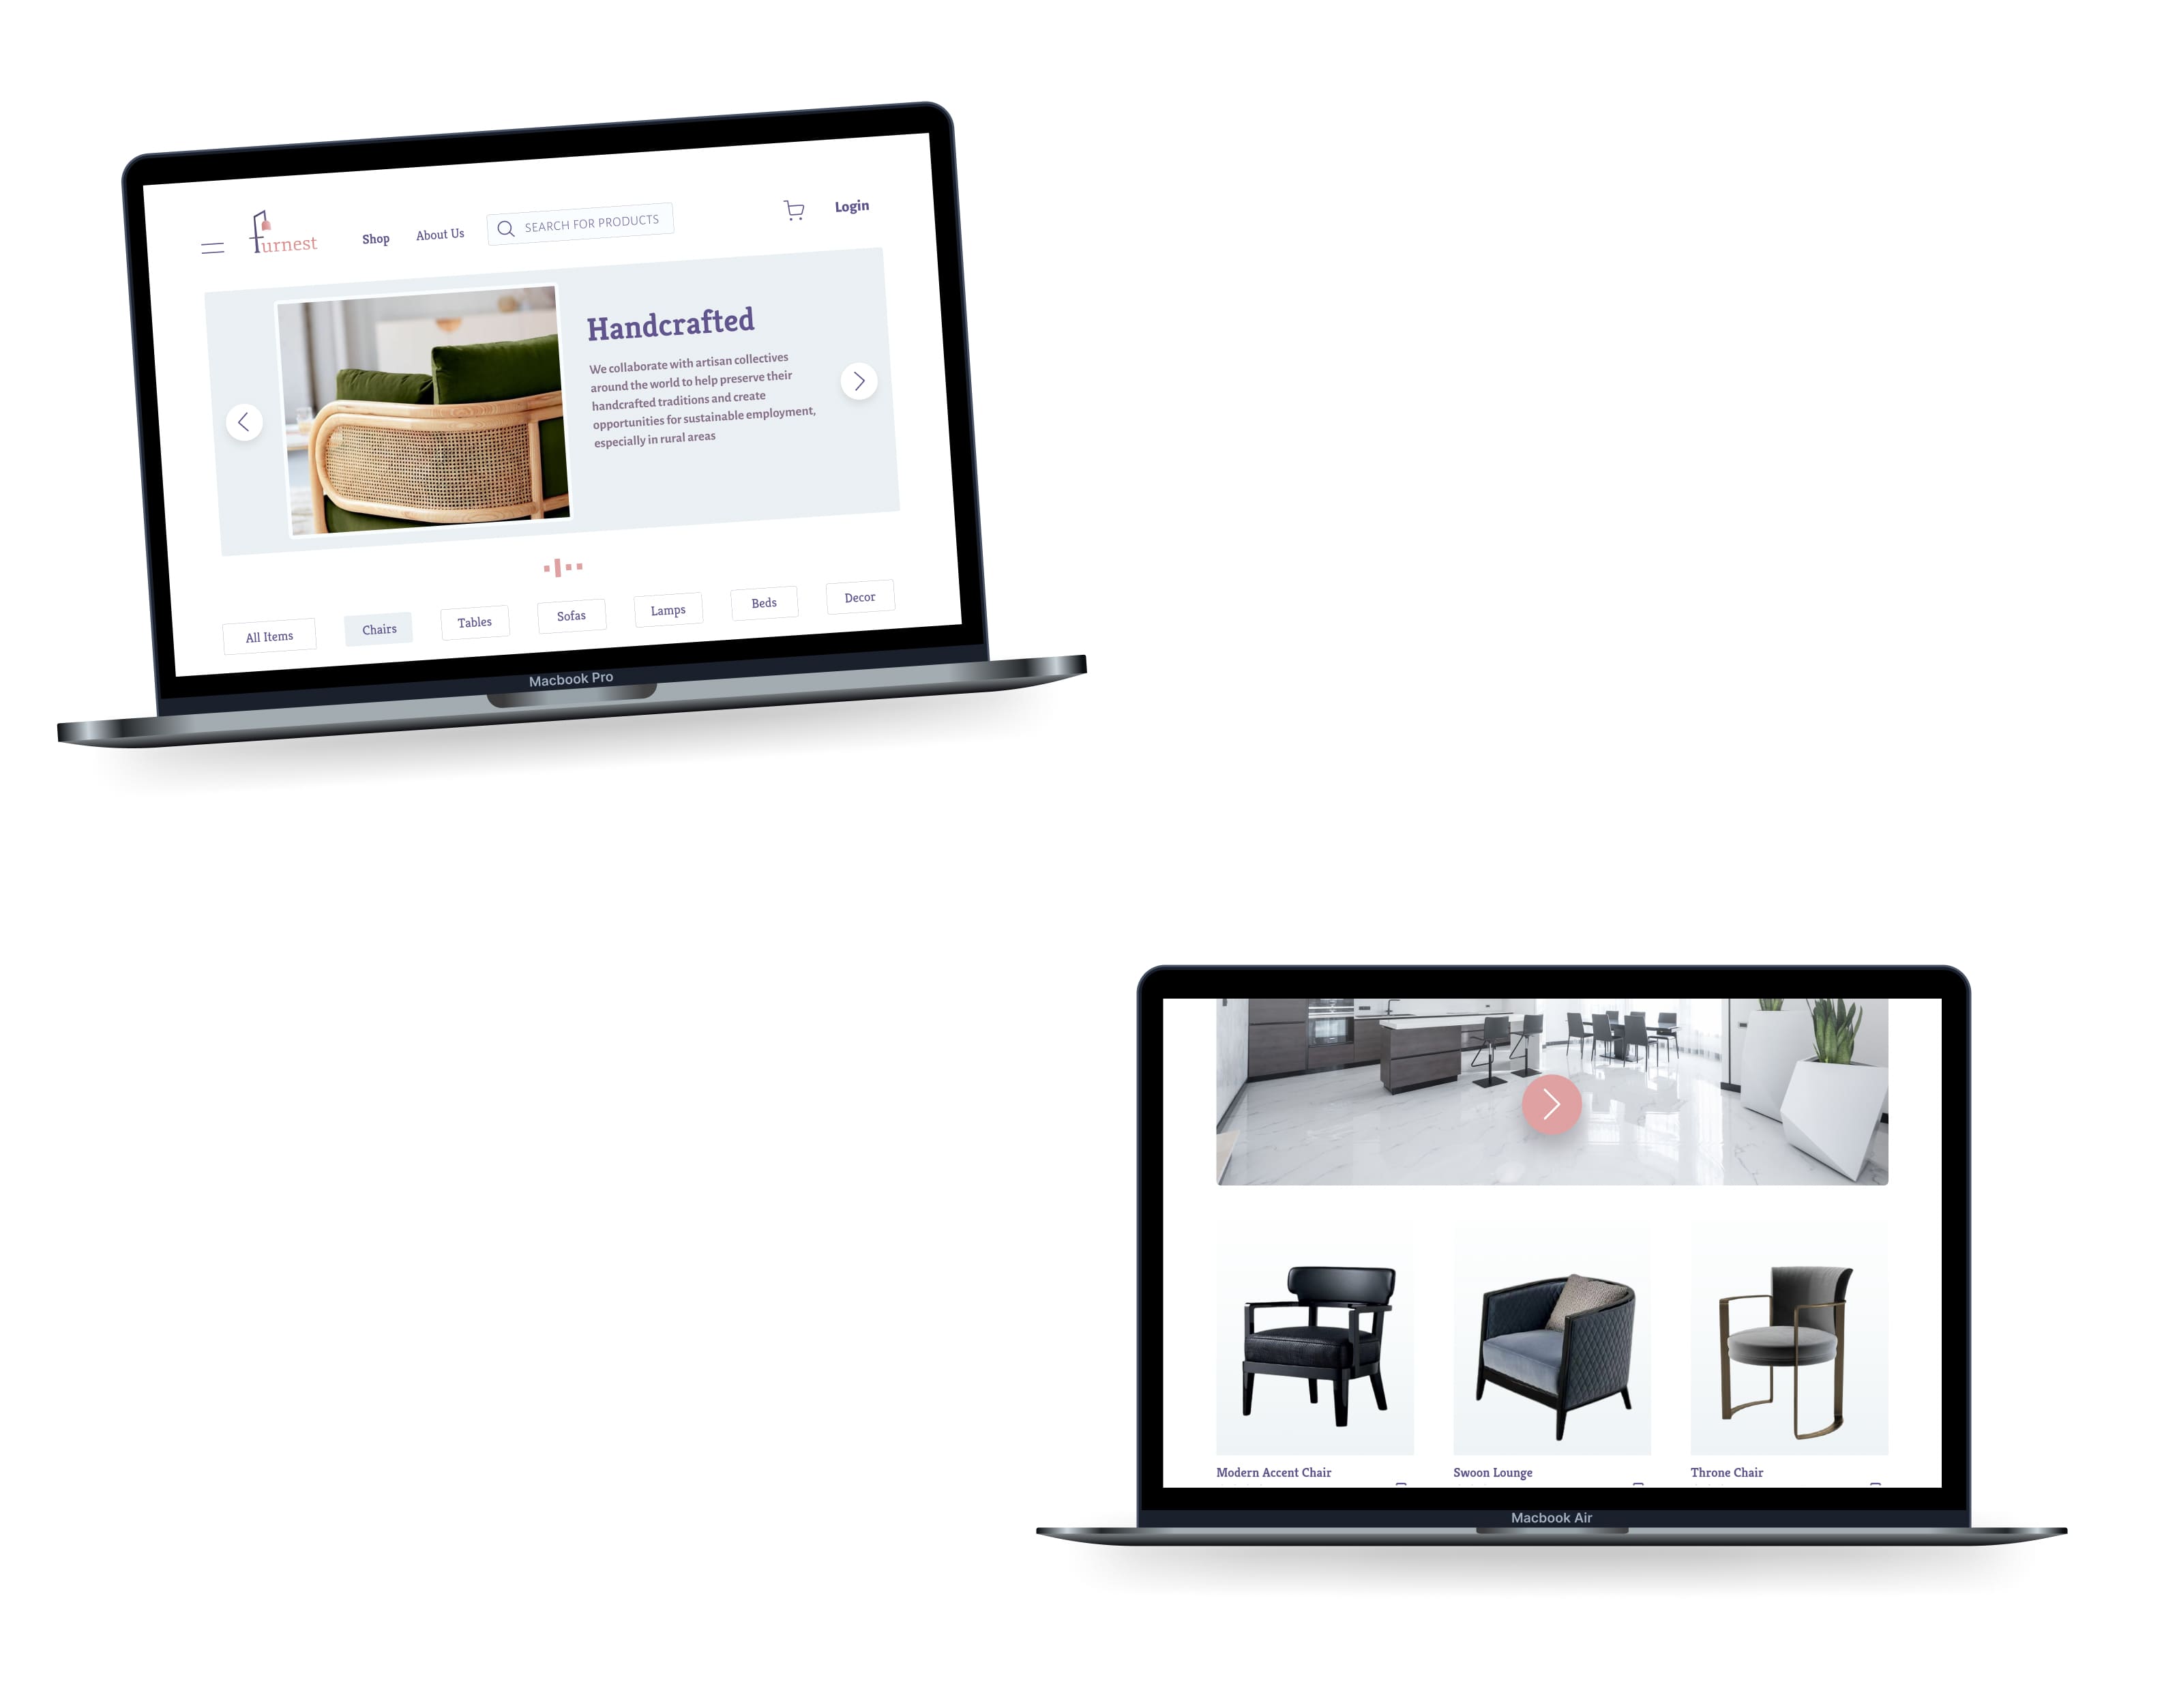 furnest
Shop
About Us
SEARCH FOR PRODUCTS
Login
Handcrafted
We collaborate with artisan collectives
around the world to help preserve their
handcrafted traditions and create
opportunities for sustainable employment,
especially in rural areas
All Items
Chairs
Tables
Sofas
Lamps
Beds
Decor
Macbook Pro
Modern Accent Chair
Swoon Lounge
Throne Chair
Macbook Air